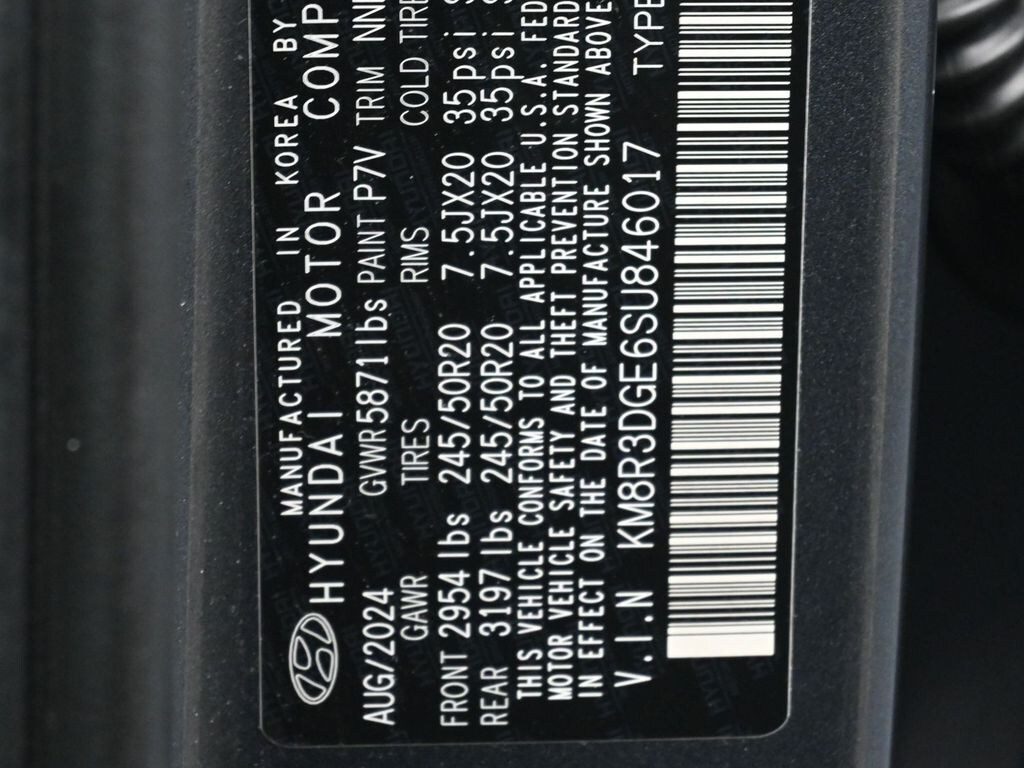 MANUFACTURED IN KOREA BY
HYUNDAI MOTOR COMP
AUG/2024 GVWR5871lbs PAINT P7V TRIM NN
GAWR TIRES RIMS COLD TIRE
FRONT 2954 lbs 245/50R20 7.5JX20 35psi
REAR 3197 lbs 245/50R20 7.5JX20 35psi
THIS VEHICLE CONFORMS TO ALL APPLICABLE U.S.A. FED
MOTOR VEHICLE SAFETY AND THEFT PREVENTION STANDARD
IN EFFECT ON THE DATE OF MANUFACTURE SHOWN ABOVE
V.I.N KM8R3DGE6SU846017 TYPE